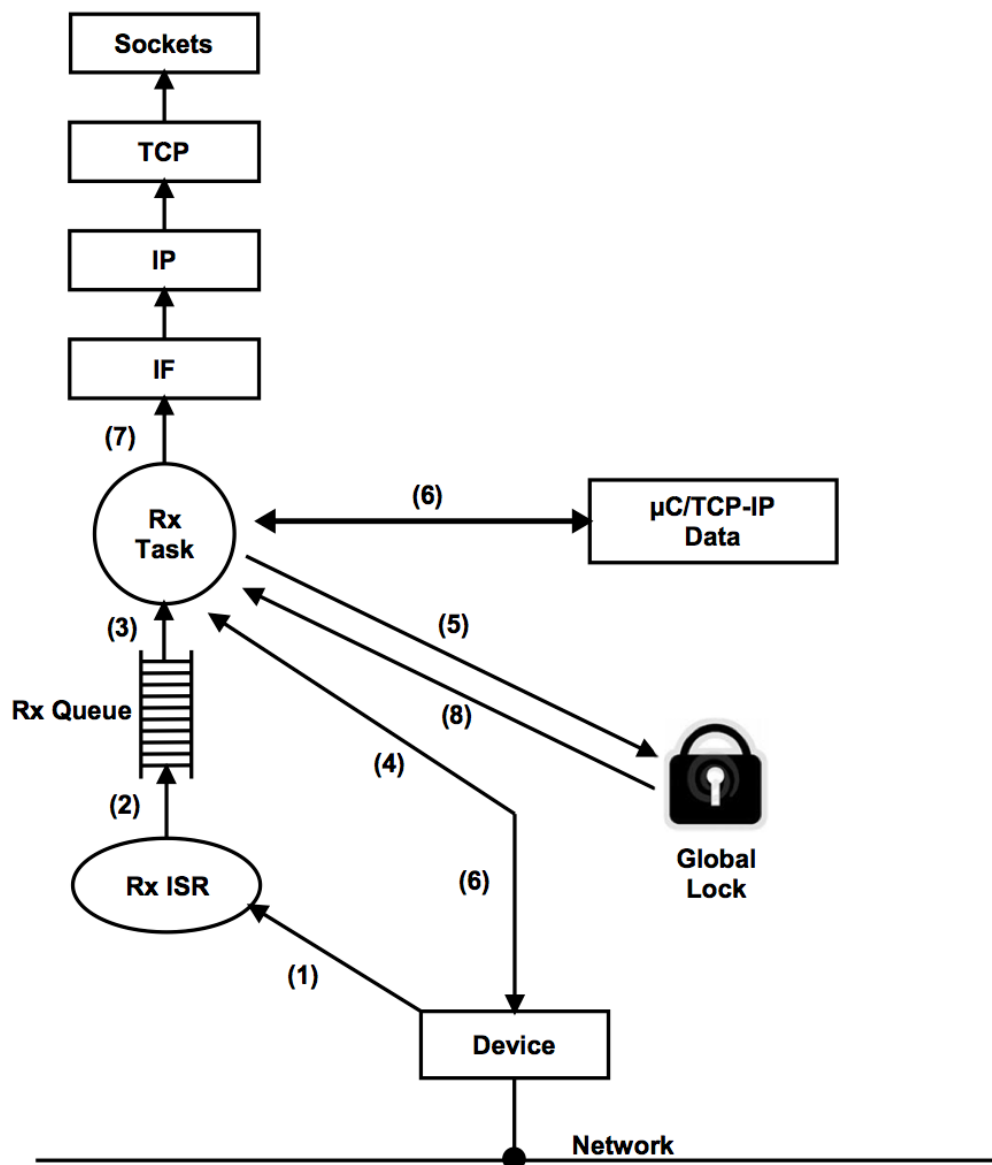 Sockets
TCP
IP
IF
(7)
Rx
Task
(6)
µC/TCP-IP
Data
(3)
(5)
Rx Queue
(8)
(4)
(2)
Global
Lock
Rx ISR
(6)
(1)
Device
Network